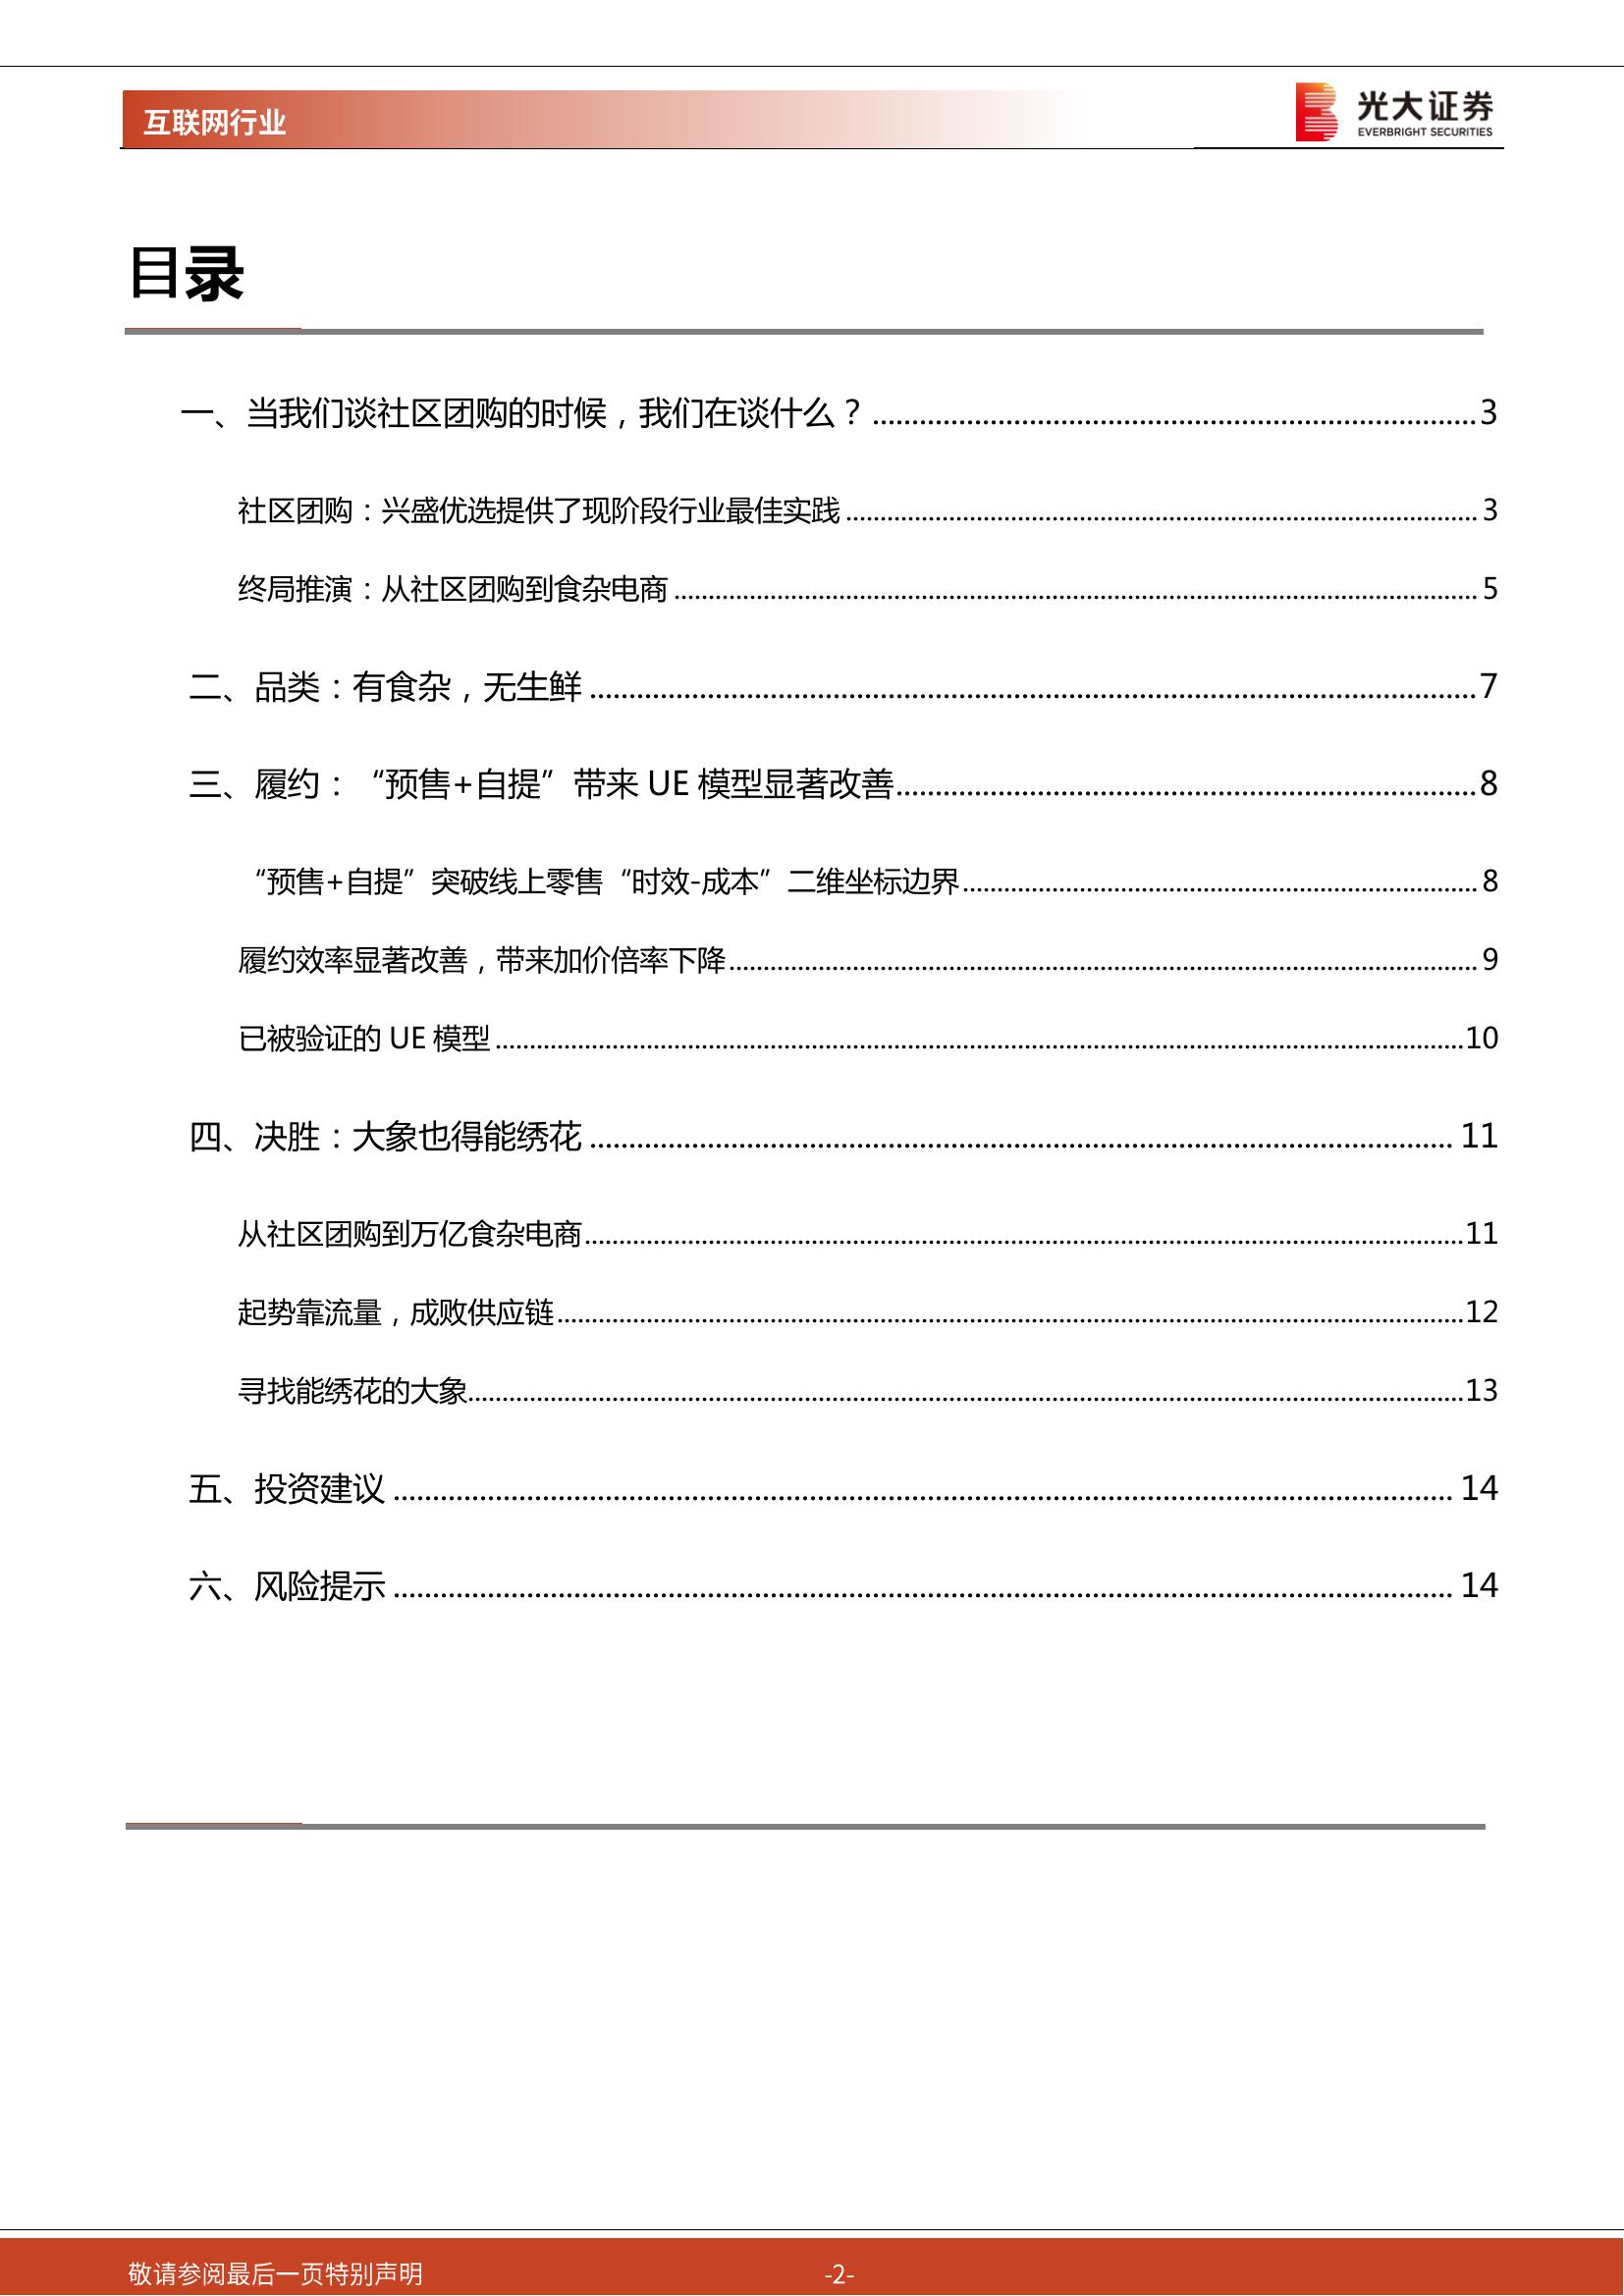 互联网行业
光大证券
EVERBRIGHT SECURITIES
目录
一、当我们谈社区团购的时候，我们在谈什么？ 3
社区团购：兴盛优选提供了现阶段行业最佳实践 3
终局推演：从社区团购到食杂电商 5
二、品类：有食杂，无生鲜 7
三、履约：“预售+自提”带来 UE 模型显著改善 8
“预售+自提”突破线上零售“时效-成本”二维坐标边界 8
履约效率显著改善，带来加价倍率下降 9
已被验证的 UE 模型 10
四、决胜：大象也得能绣花 11
从社区团购到万亿食杂电商 11
起势靠流量，成败供应链 12
寻找能绣花的大象 13
五、投资建议 14
六、风险提示 14
敬请参阅最后一页特别声明 -2-